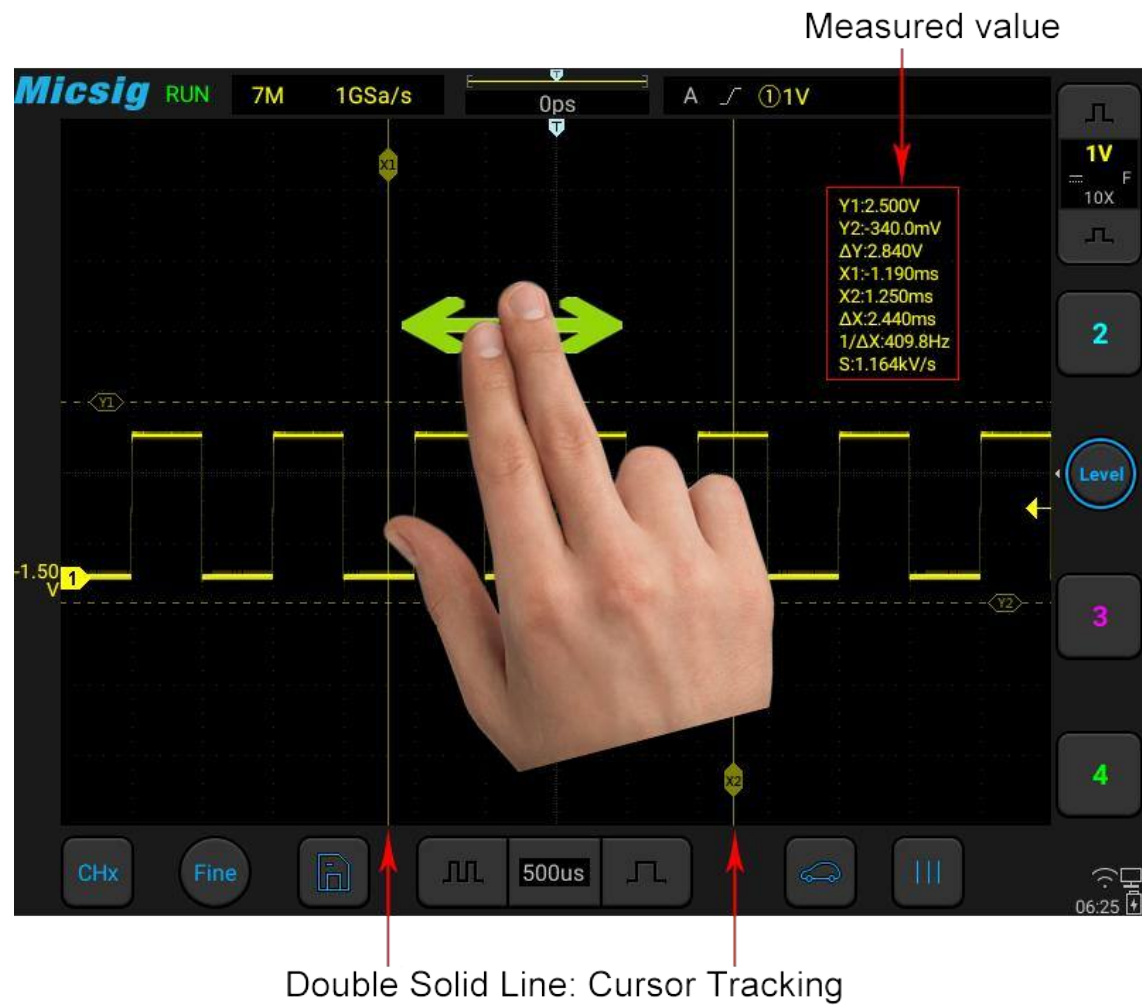 Measured value
Micsig RUN 7M 1GSa/s T 0ps A ①1V
T
X1
1V
F
10X
Y1:2.500V
Y2:-340.0mV
ΔY:2.840V
X1:-1.190ms
X2:1.250ms
ΔX:2.440ms
1/ΔX:409.8Hz
S:1.164kV/s
2
Y1
Level
-1.50
V
1
Y2
3
4
X2
CHx Fine 500us
06:25
Double Solid Line: Cursor Tracking